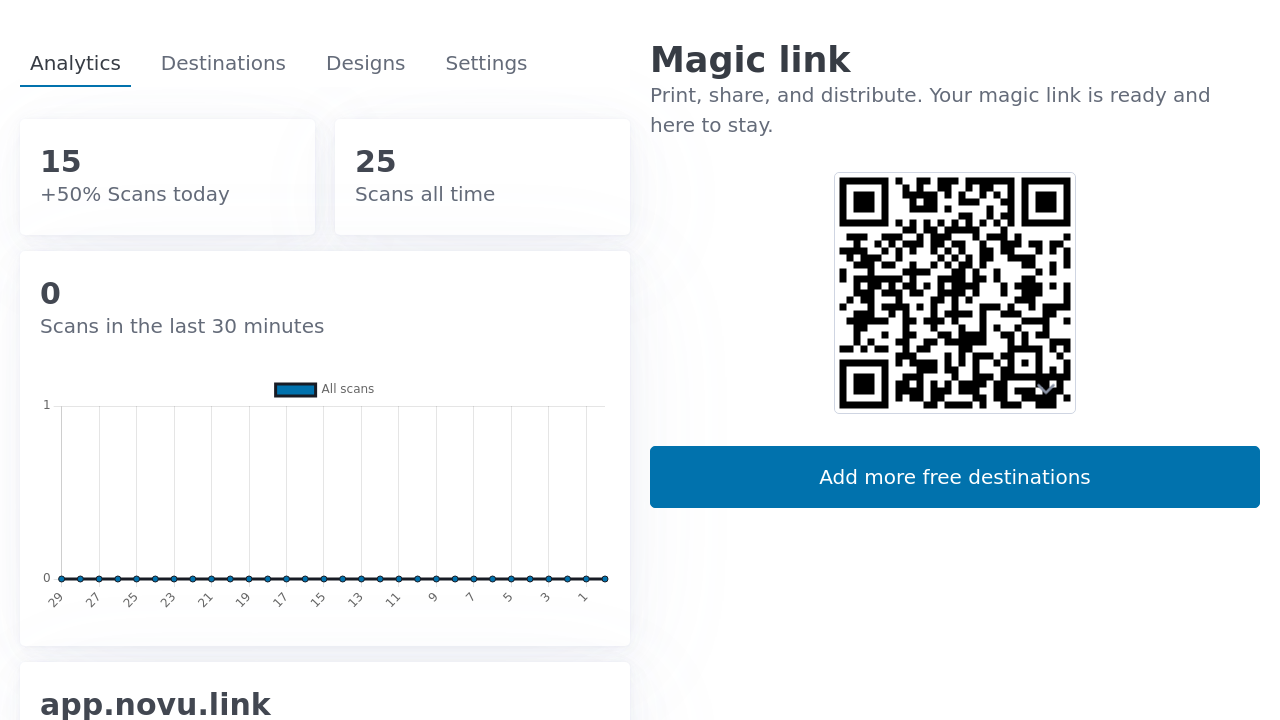 Analytics
Destinations
Designs
Settings
15
+50% Scans today
25
Scans all time
0
Scans in the last 30 minutes
All scans
1
0
29
27
25
23
21
19
17
15
13
11
9
7
5
3
1
app.novu.link
Magic link
Print, share, and distribute. Your magic link is ready and
here to stay.
Add more free destinations